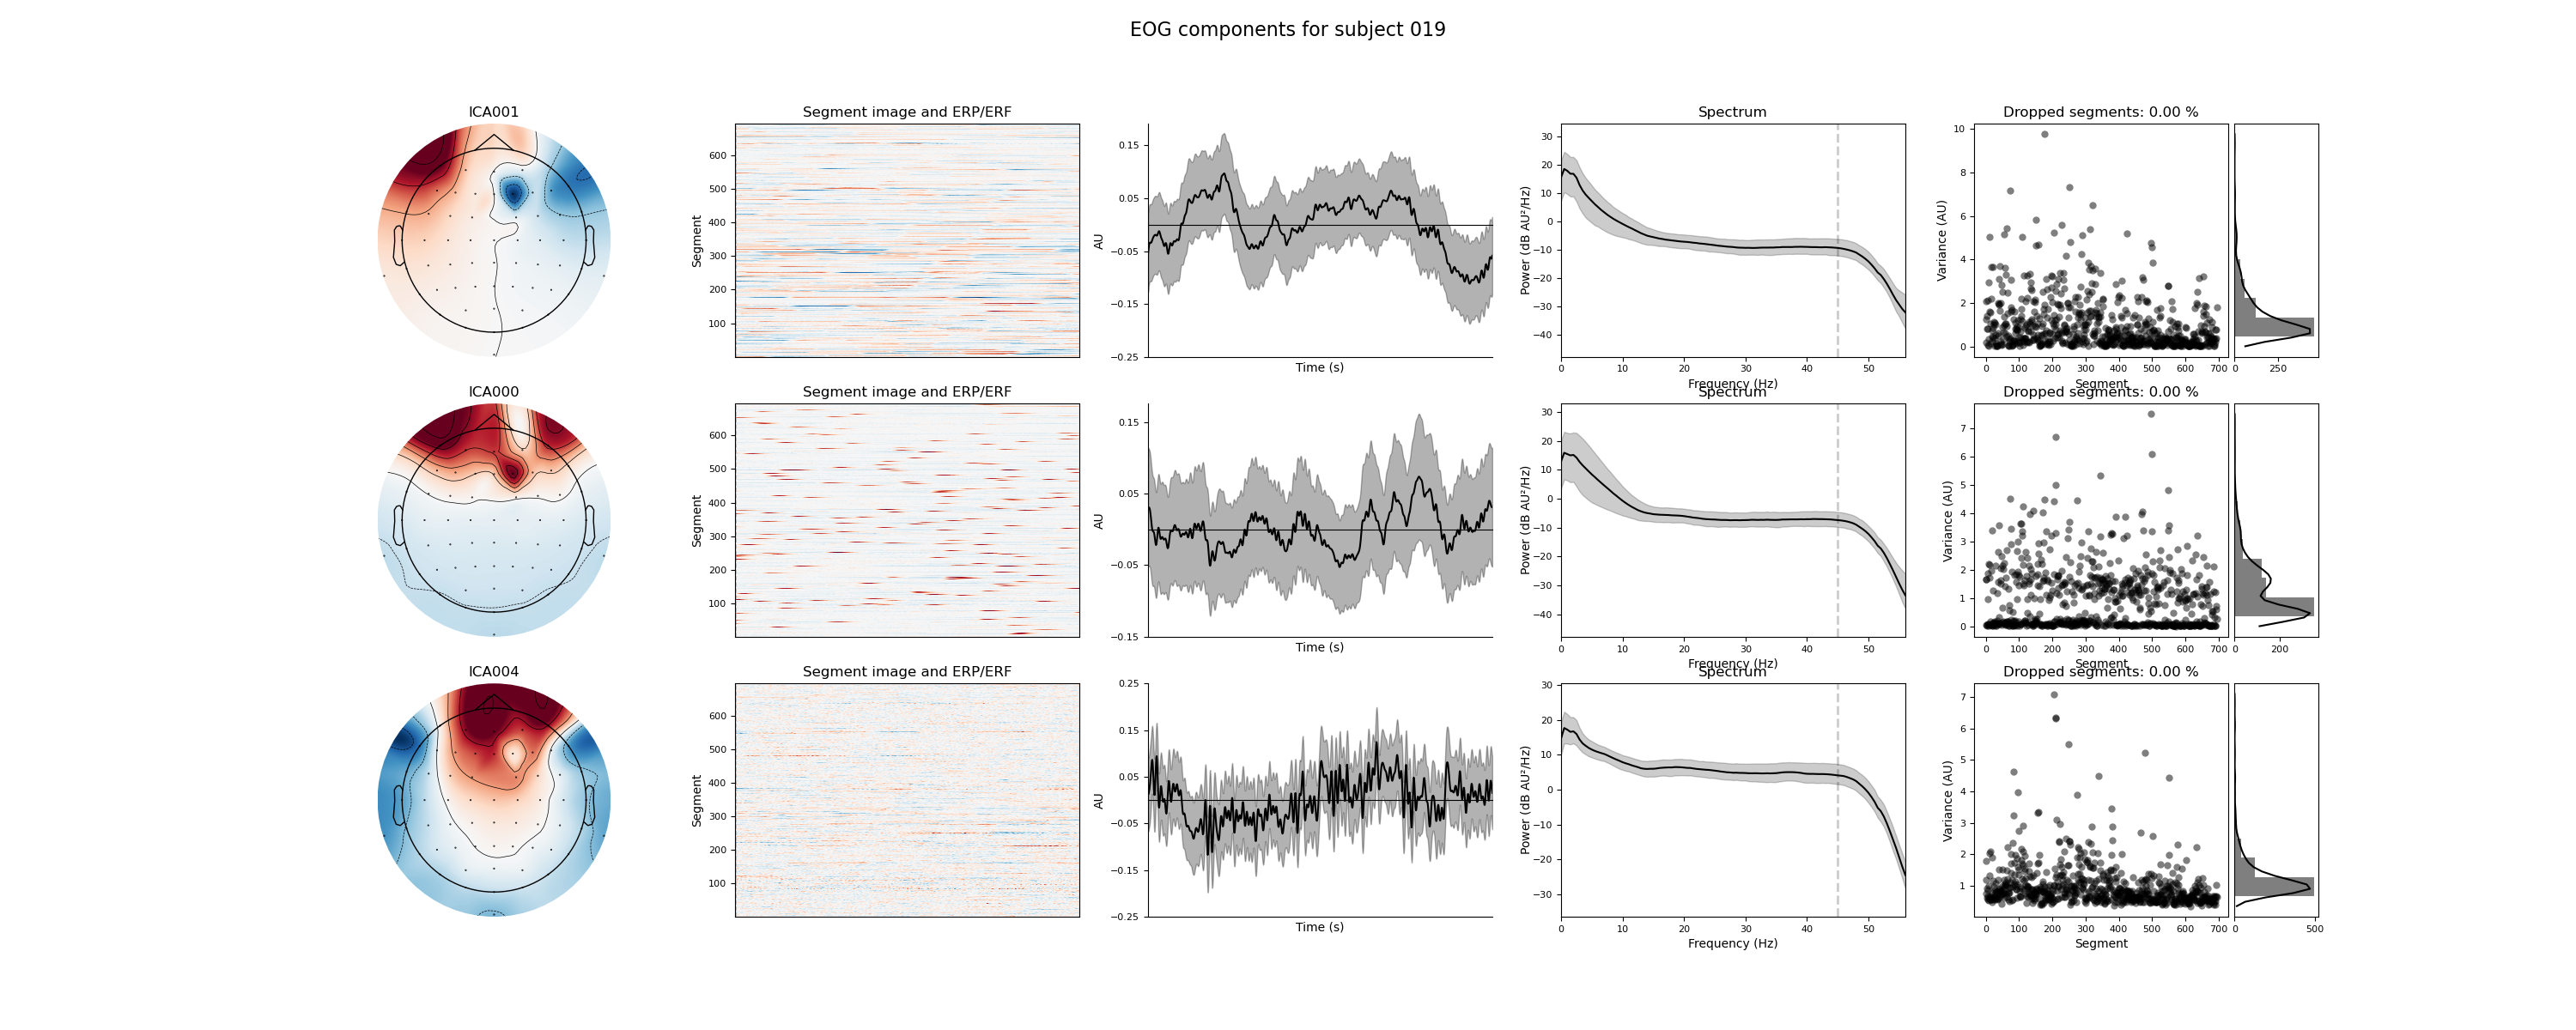 EOG components for subject 019
ICA001
Segment image and ERP/ERF
Spectrum
Dropped segments: 0.00 %
Segment
600
500
400
300
200
100
AU
0.15
0.05
−0.05
−0.15
−0.25
Time (s)
Power (dB AU²/Hz)
30
20
10
0
−10
−20
−30
−40
0 10 20 30 40 50
Frequency (Hz)
Variance (AU)
10
8
6
4
2
0
0 100 200 300 400 500 600 700
Segment
0 250
ICA000
Segment image and ERP/ERF
Spectrum
Dropped segments: 0.00 %
Segment
600
500
400
300
200
100
AU
0.15
0.05
−0.05
−0.15
Time (s)
Power (dB AU²/Hz)
30
20
10
0
−10
−20
−30
−40
0 10 20 30 40 50
Frequency (Hz)
Variance (AU)
7
6
5
4
3
2
1
0
0 100 200 300 400 500 600 700
Segment
0 200
ICA004
Segment image and ERP/ERF
Spectrum
Dropped segments: 0.00 %
Segment
600
500
400
300
200
100
AU
0.25
0.15
0.05
−0.05
−0.15
−0.25
Time (s)
Power (dB AU²/Hz)
30
20
10
0
−10
−20
−30
0 10 20 30 40 50
Frequency (Hz)
Variance (AU)
7
6
5
4
3
2
1
0 100 200 300 400 500 600 700
Segment
0 500